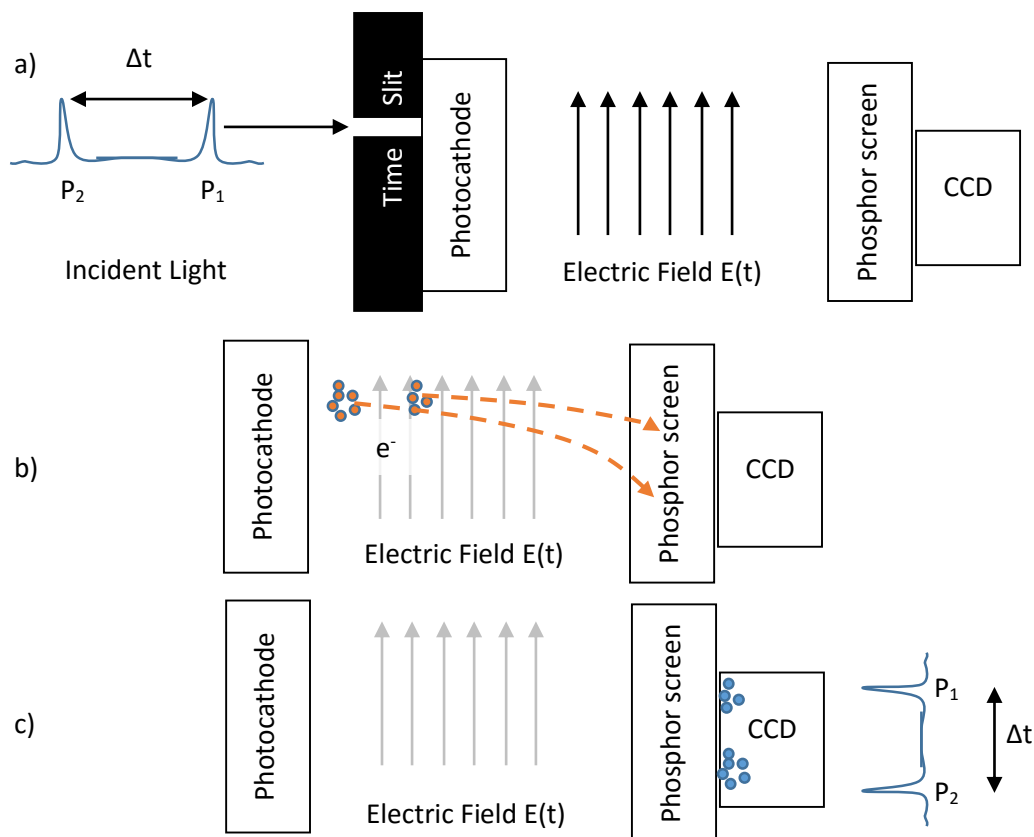 a)
Δt
P₂
P₁
Incident Light
Time Slit
Photocathode
Electric Field E(t)
Phosphor screen
CCD
b)
Photocathode
e⁻
Electric Field E(t)
Phosphor screen
CCD
c)
Photocathode
Electric Field E(t)
Phosphor screen
CCD
P₁
Δt
P₂